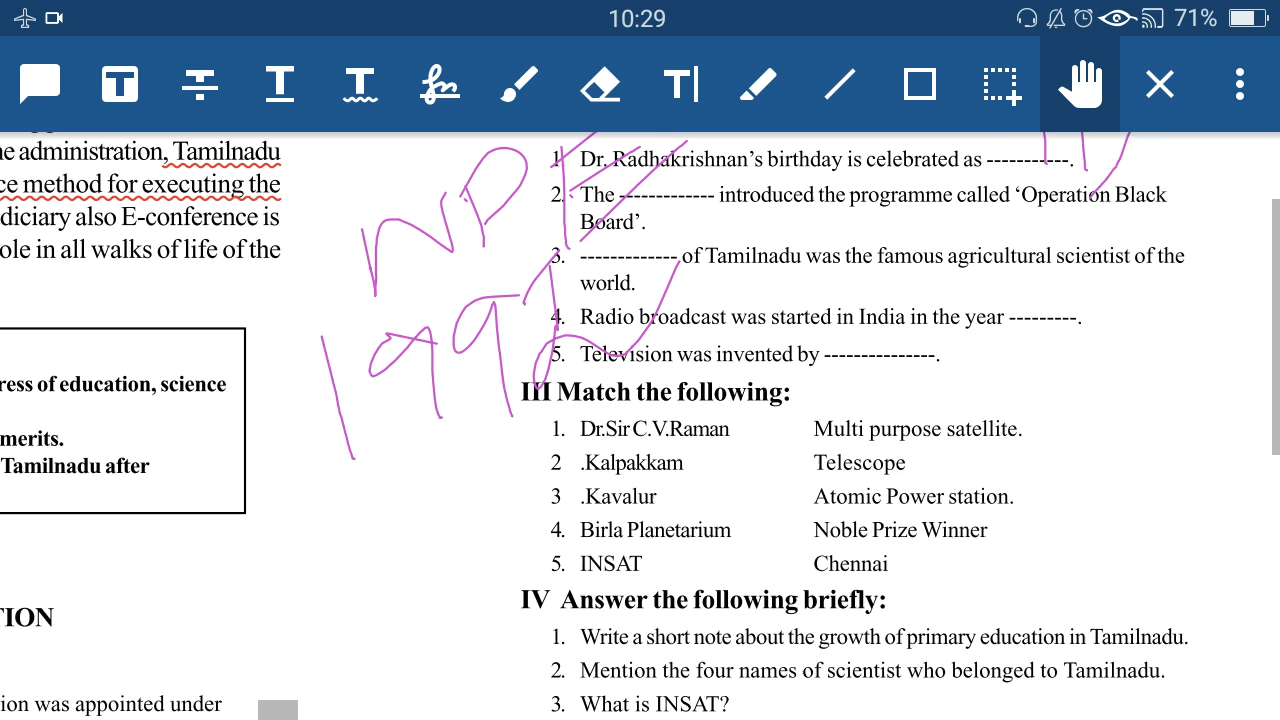 10:29
71%
T T T T
ne administration, Tamilnadu
ce method for executing the
udiciary also E-conference is
ole in all walks of life of the
ress of education, science
merits.
Tamilnadu after
TION
ion was appointed under
NPE
1992
1. Dr. Radhakrishnan's birthday is celebrated as -----------.
2. The ------------- introduced the programme called ‘Operation Black
Board’.
3. ------------- of Tamilnadu was the famous agricultural scientist of the
world.
4. Radio broadcast was started in India in the year ---------.
5. Television was invented by ---------------.
III Match the following:
1. Dr.Sir C.V.Raman Multi purpose satellite.
2 .Kalpakkam Telescope
3 .Kavalur Atomic Power station.
4. Birla Planetarium Noble Prize Winner
5. INSAT Chennai
IV Answer the following briefly:
1. Write a short note about the growth of primary education in Tamilnadu.
2. Mention the four names of scientist who belonged to Tamilnadu.
3. What is INSAT?